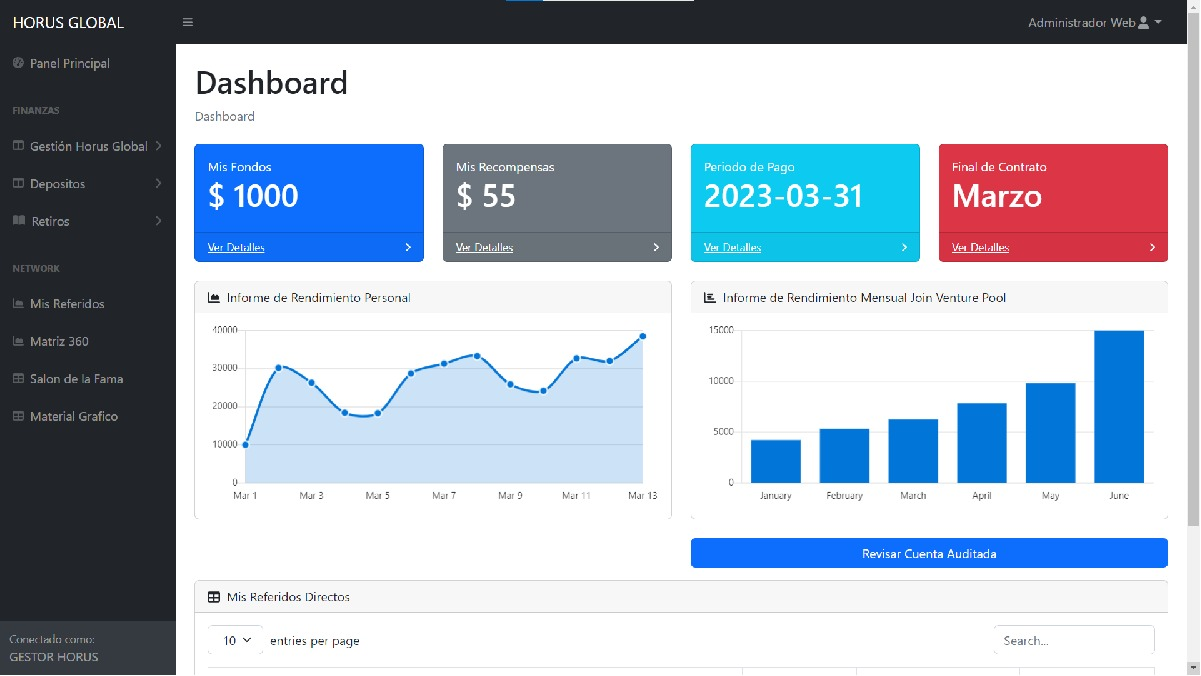 HORUS GLOBAL
Administrador Web
Panel Principal
FINANZAS
Gestión Horus Global
Depositos
Retiros
NETWORK
Mis Referidos
Matriz 360
Salon de la Fama
Material Grafico
Conectado como:
GESTOR HORUS
Dashboard
Dashboard
Mis Fondos
$ 1000
Ver Detalles
Mis Recompensas
$ 55
Ver Detalles
Periodo de Pago
2023-03-31
Ver Detalles
Final de Contrato
Marzo
Ver Detalles
Informe de Rendimiento Personal
40000
30000
20000
10000
0
Mar 1 Mar 3 Mar 5 Mar 7 Mar 9 Mar 11 Mar 13
Informe de Rendimiento Mensual Join Venture Pool
15000
10000
5000
0
January February March April May June
Revisar Cuenta Auditada
Mis Referidos Directos
10 entries per page
Search...